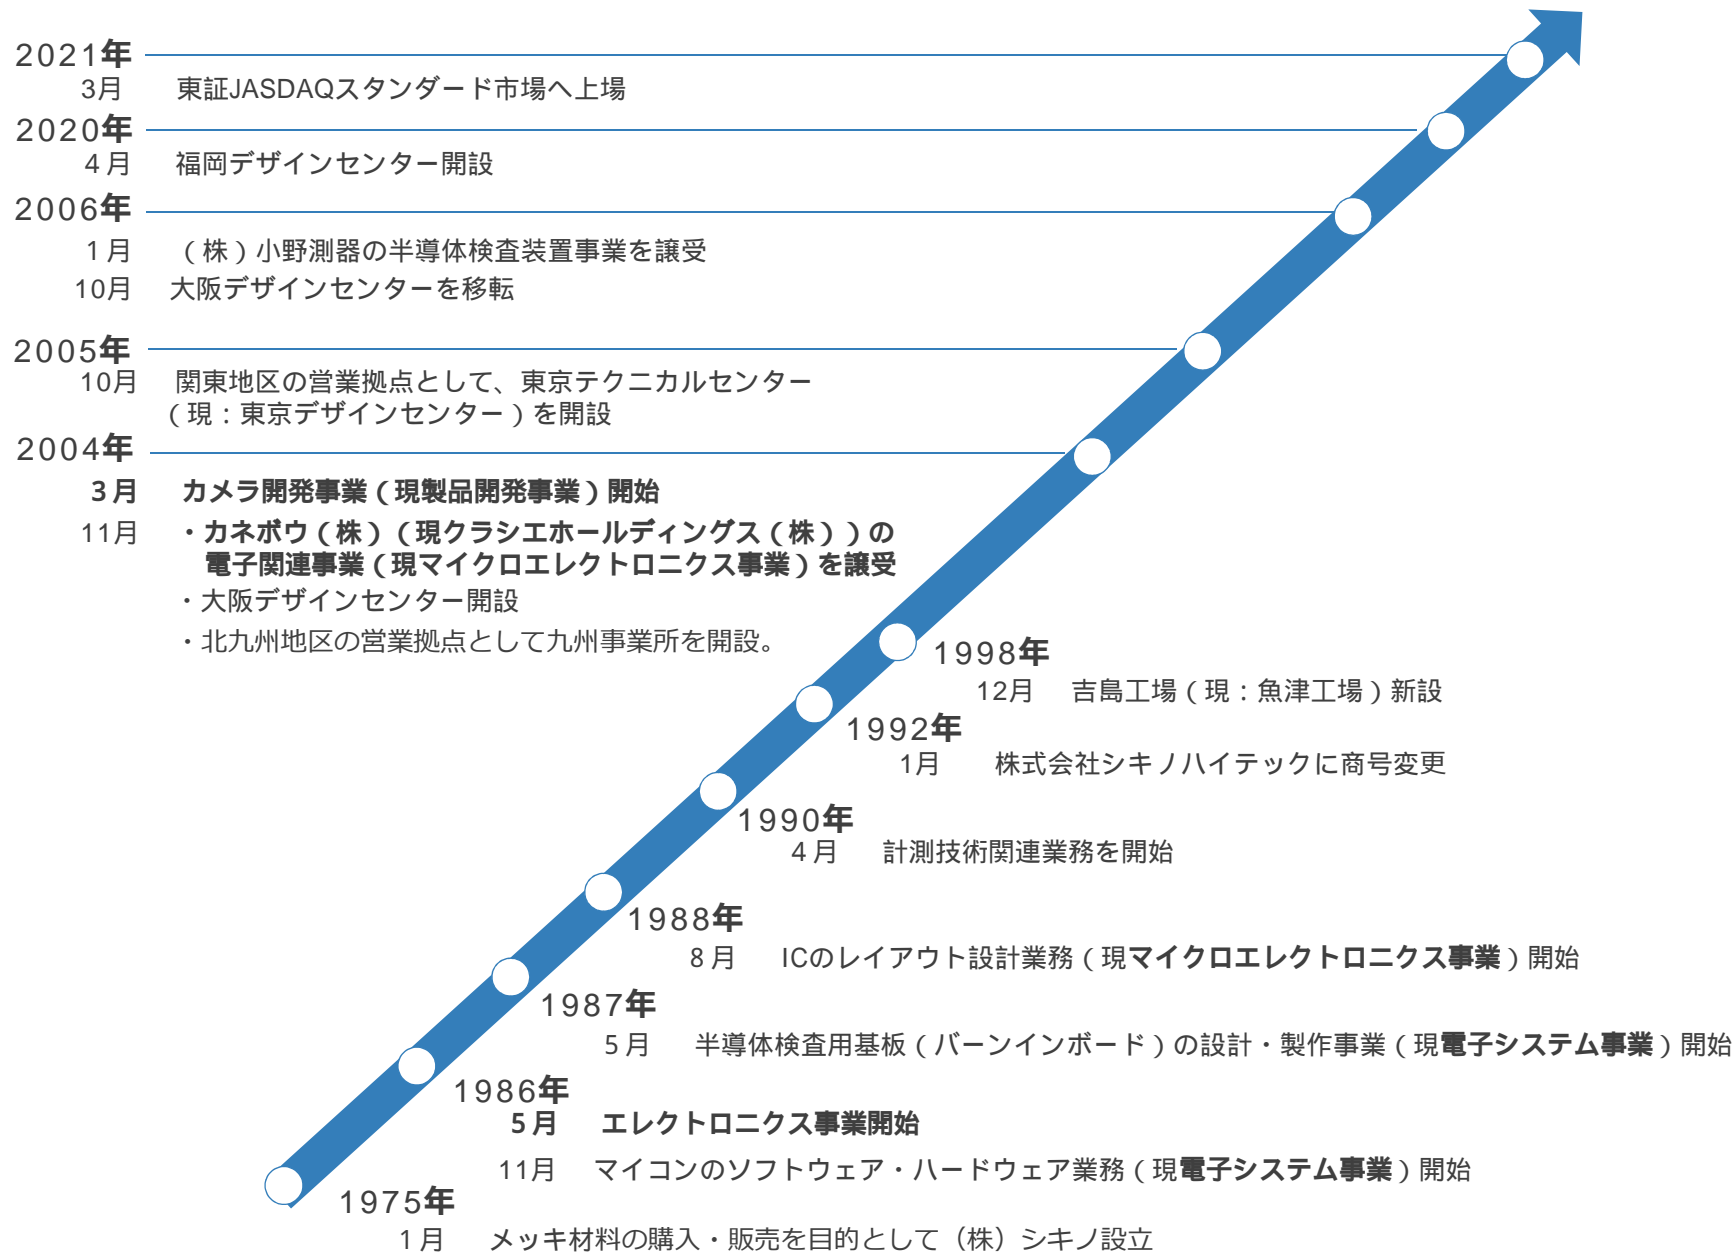 2021年
3月 東証JASDAQスタンダード市場へ上場
2020年
4月 福岡デザインセンター開設
2006年
1月 （株）小野測器の半導体検査装置事業を譲受
10月 大阪デザインセンターを移転
2005年
10月 関東地区の営業拠点として、東京テクニカルセンター
（現：東京デザインセンター）を開設
2004年
3月 カメラ開発事業（現製品開発事業）開始
11月 ・カネボウ（株）（現クラシエホールディングス（株））の
電子関連事業（現マイクロエレクトロニクス事業）を譲受
・大阪デザインセンター開設
・北九州地区の営業拠点として九州事業所を開設。
1998年
12月 吉島工場（現：魚津工場）新設
1992年
1月 株式会社シキノハイテックに商号変更
1990年
4月 計測技術関連業務を開始
1988年
8月 ICのレイアウト設計業務（現マイクロエレクトロニクス事業）開始
1987年
5月 半導体検査用基板（バーンインボード）の設計・製作事業（現電子システム事業）開始
1986年
5月 エレクトロニクス事業開始
11月 マイコンのソフトウェア・ハードウェア業務（現電子システム事業）開始
1975年
1月 メッキ材料の購入・販売を目的として（株）シキノ設立